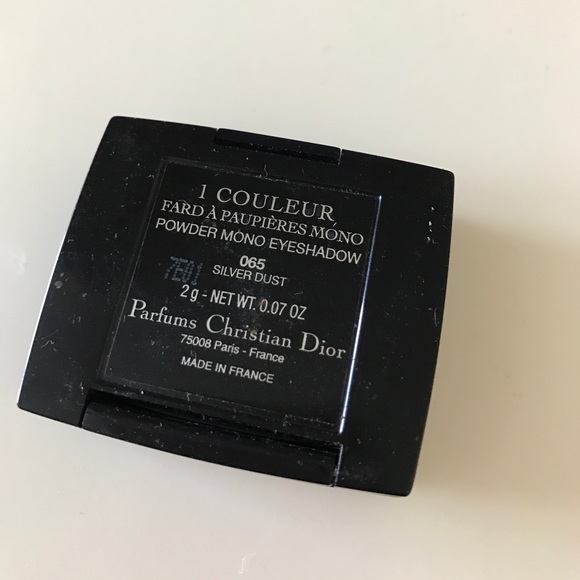 1 COULEUR
FARD À PAUPIÈRES MONO
POWDER MONO EYESHADOW
065
SILVER DUST
2 g - NET WT. 0.07 OZ
Parfums Christian Dior
75008 Paris - France
MADE IN FRANCE